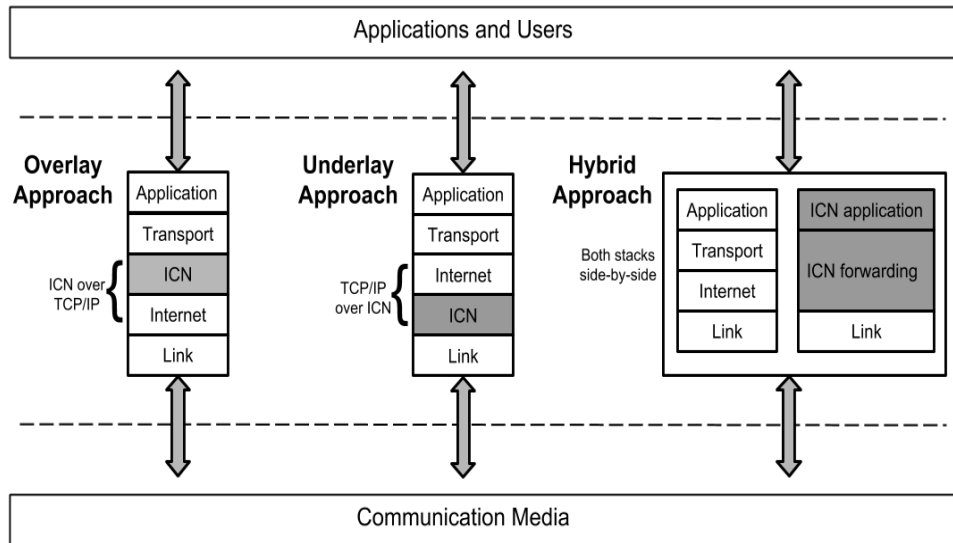 Applications and Users
Overlay
Approach
Application
Transport
ICN
Internet
Link
ICN over
TCP/IP
Underlay
Approach
Application
Transport
Internet
ICN
Link
TCP/IP
over ICN
Hybrid
Approach
Both stacks
side-by-side
Application
Transport
Internet
Link
ICN application
ICN forwarding
Link
Communication Media